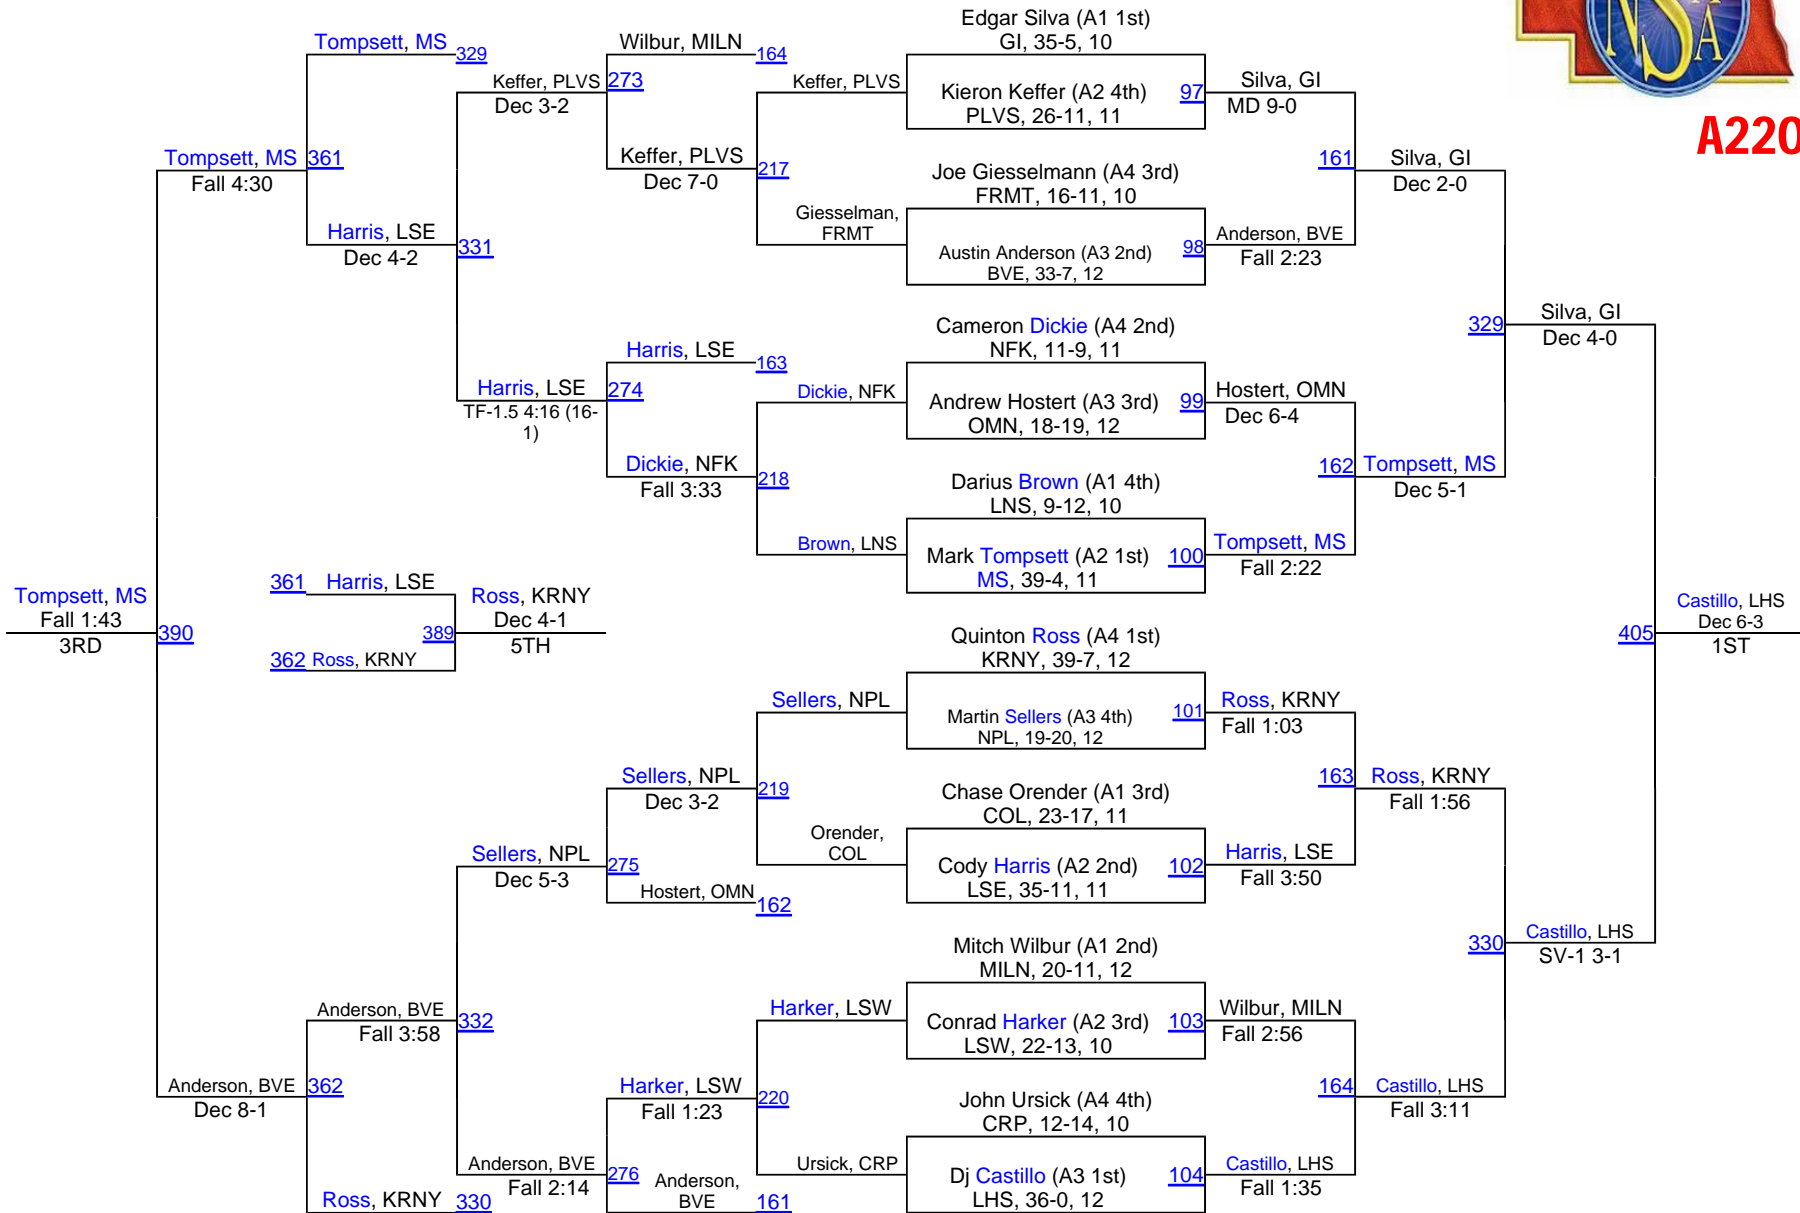 Edgar Silva (A1 1st)
GI, 35-5, 10
NSAA
A220
Tompsett, MS 329
Wilbur, MILN 164
Keffer, PLVS 273
Dec 3-2
Keffer, PLVS
Kieron Keffer (A2 4th) 97
PLVS, 26-11, 11
Silva, GI
MD 9-0
Tompsett, MS 361
Fall 4:30
Keffer, PLVS 217
Dec 7-0
Joe Giesselmann (A4 3rd)
FRMT, 16-11, 10
161
Silva, GI
Dec 2-0
Harris, LSE 331
Dec 4-2
Giesselman,
FRMT
Austin Anderson (A3 2nd) 98
BVE, 33-7, 12
Anderson, BVE
Fall 2:23
Cameron Dickie (A4 2nd)
NFK, 11-9, 11
329
Silva, GI
Dec 4-0
Harris, LSE 163
Harris, LSE 274
TF-1.5 4:16 (16-
1)
Dickie, NFK
Andrew Hostert (A3 3rd) 99
OMN, 18-19, 12
Hostert, OMN
Dec 6-4
Dickie, NFK 218
Fall 3:33
Darius Brown (A1 4th)
LNS, 9-12, 10
162
Tompsett, MS
Dec 5-1
Brown, LNS
Mark Tompsett (A2 1st) 100
MS, 39-4, 11
Tompsett, MS
Fall 2:22
Tompsett, MS
Fall 1:43
3RD
390
361 Harris, LSE
362 Ross, KRNY
389
Ross, KRNY
Dec 4-1
5TH
Quinton Ross (A4 1st)
KRNY, 39-7, 12
405
Castillo, LHS
Dec 6-3
1ST
Sellers, NPL
Martin Sellers (A3 4th) 101
NPL, 19-20, 12
Ross, KRNY
Fall 1:03
Sellers, NPL 219
Dec 3-2
Chase Orender (A1 3rd)
COL, 23-17, 11
163
Ross, KRNY
Fall 1:56
Sellers, NPL 275
Dec 5-3
Orender,
COL
Cody Harris (A2 2nd) 102
LSE, 35-11, 11
Harris, LSE
Fall 3:50
Hostert, OMN 162
Mitch Wilbur (A1 2nd)
MILN, 20-11, 12
330
Castillo, LHS
SV-1 3-1
Anderson, BVE 332
Fall 3:58
Harker, LSW
Conrad Harker (A2 3rd) 103
LSW, 22-13, 10
Wilbur, MILN
Fall 2:56
Anderson, BVE 362
Dec 8-1
Harker, LSW 220
Fall 1:23
John Ursick (A4 4th)
CRP, 12-14, 10
164
Castillo, LHS
Fall 3:11
Anderson, BVE 276
Fall 2:14
Ursick, CRP
Dj Castillo (A3 1st) 104
LHS, 36-0, 12
Castillo, LHS
Fall 1:35
Ross, KRNY 330
Anderson,
BVE 161